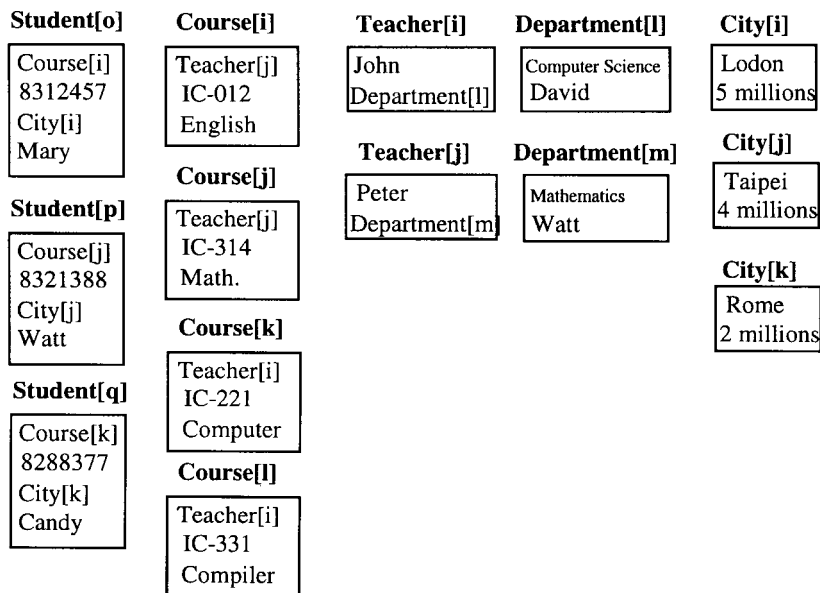 Student[o]
Course[i]
8312457
City[i]
Mary
Student[p]
Course[j]
8321388
City[j]
Watt
Student[q]
Course[k]
8288377
City[k]
Candy
Course[i]
Teacher[j]
IC-012
English
Course[j]
Teacher[j]
IC-314
Math.
Course[k]
Teacher[i]
IC-221
Computer
Course[l]
Teacher[i]
IC-331
Compiler
Teacher[i]
John
Department[l]
Teacher[j]
Peter
Department[m]
Department[l]
Computer Science
David
Department[m]
Mathematics
Watt
City[i]
Lodon
5 millions
City[j]
Taipei
4 millions
City[k]
Rome
2 millions